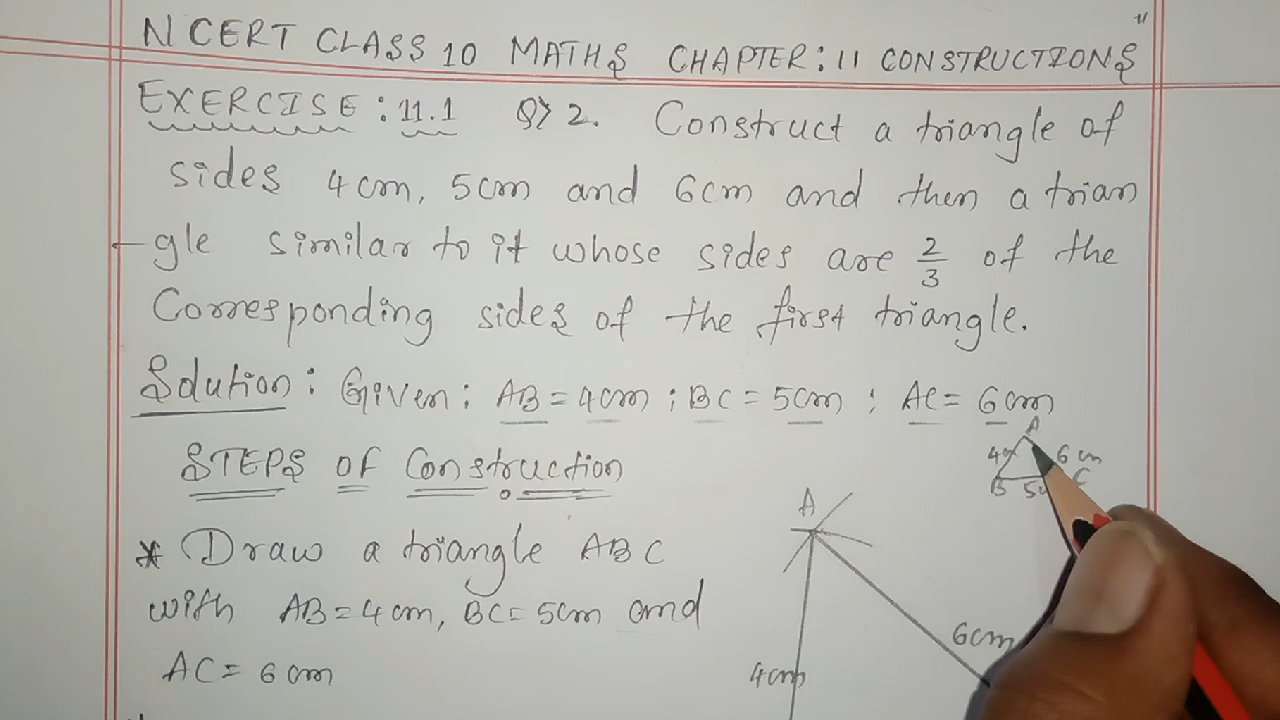 NCERT CLASS 10 MATHS CHAPTER: 11 CONSTRUCTIONS
EXERCISE: 11.1 Q> 2. Construct a triangle of
sides 4cm, 5cm and 6cm and then a trian
gle similar to it whose sides are 2/3 of the
Corresponding sides of the first triangle.
Solution: Given: AB = 4cm ; BC = 5cm ; AC = 6cm
STEPS OF Construction
* Draw a triangle ABC
with AB = 4cm, BC = 5cm and
AC = 6cm
A
6cm
B
C
A
6cm
4cm